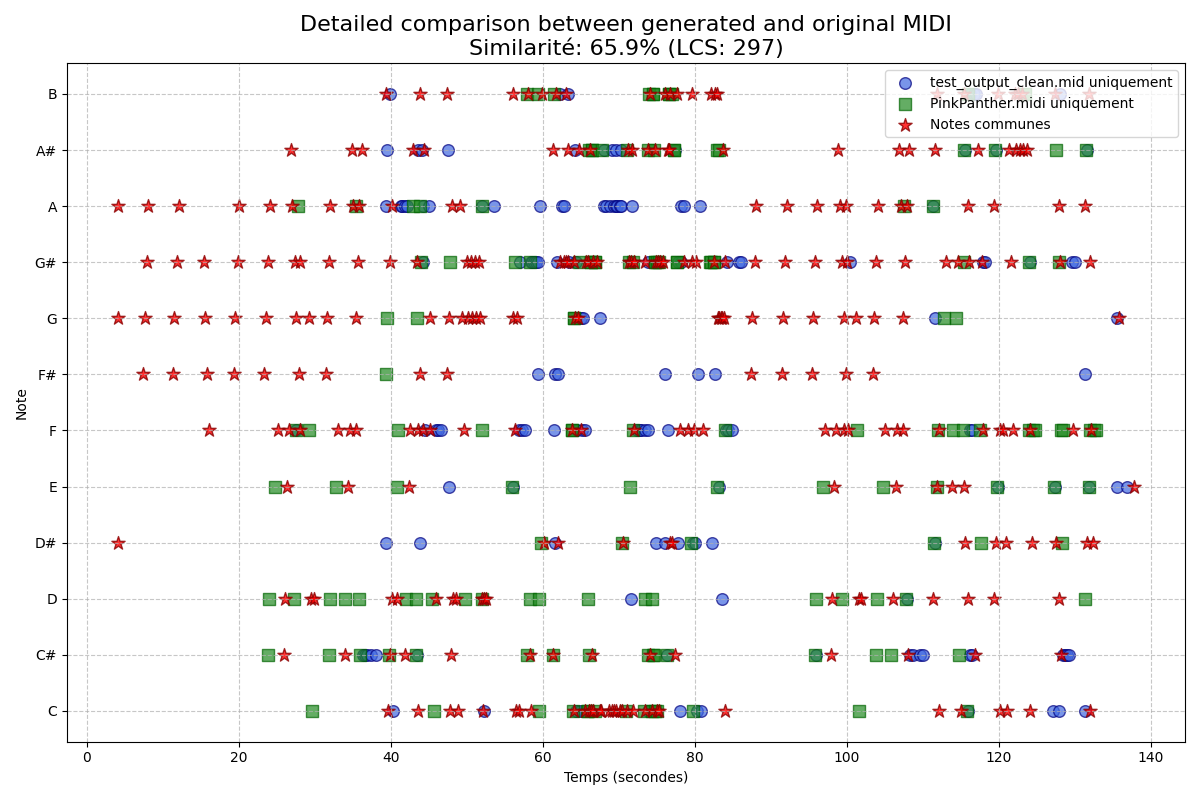 Detailed comparison between generated and original MIDI
Similarité: 65.9% (LCS: 297)
test_output_clean.mid uniquement
PinkPanther.midi uniquement
Notes communes
Note
B
A#
A
G#
G
F#
F
E
D#
D
C#
C
0 20 40 60 80 100 120 140
Temps (secondes)